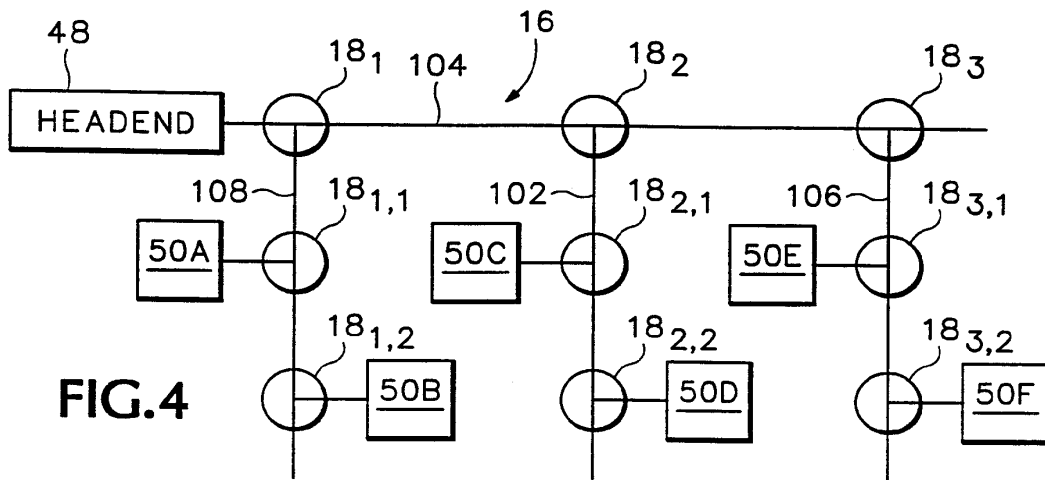 16
48
18₁
104
18₂
18₃
HEADEND
108
18₁,₁
102
18₂,₁
106
18₃,₁
50A
50C
50E
18₁,₂
18₂,₂
18₃,₂
FIG.4
50B
50D
50F